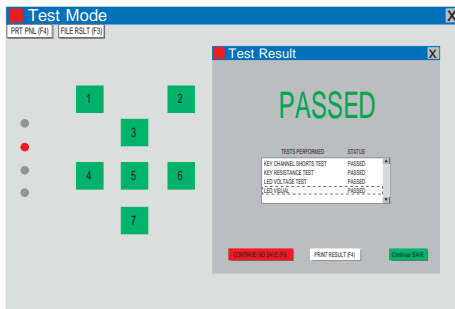 Test Mode X
PRT PNL (F4) FILE RSLT (F3)
Test Result X
PASSED
1 2
3
4 5 6
7
TESTS PERFORMED STATUS
KEY CHANNEL SHORTS TEST PASSED
KEY RESISTANCE TEST PASSED
LED VOLTAGE TEST PASSED
LED VISUAL PASSED
CONTINUE/ NO SAVE (F9) PRINT RESULT (F4) Continue/ SAVE